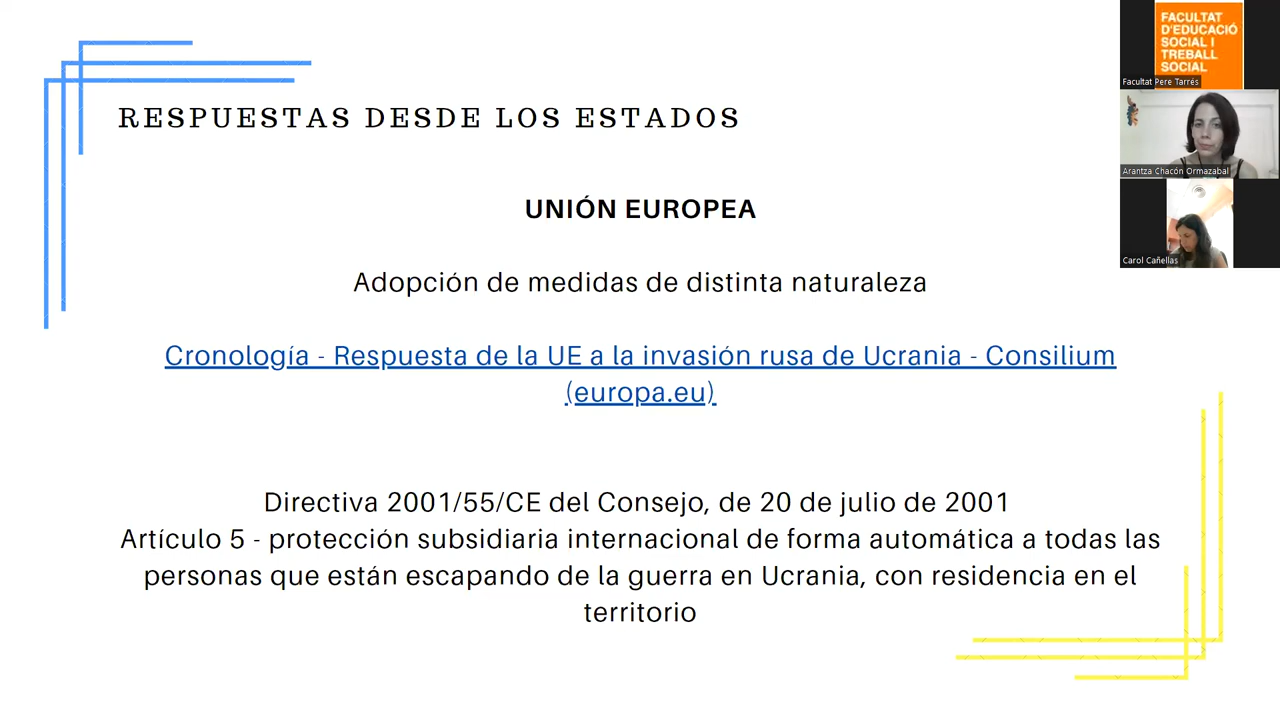 RESPUESTAS DESDE LOS ESTADOS
UNIÓN EUROPEA
Adopción de medidas de distinta naturaleza
Cronología - Respuesta de la UE a la invasión rusa de Ucrania - Consilium
(europa.eu)
Directiva 2001/55/CE del Consejo, de 20 de julio de 2001
Artículo 5 - protección subsidiaria internacional de forma automática a todas las
personas que están escapando de la guerra en Ucrania, con residencia en el
territorio
FACULTAT
D'EDUCACIÓ
SOCIAL I
TREBALL
SOCIAL
Facultat Pere Tarrés
Arantza Chacón Ormazabal
Carol Cañellas